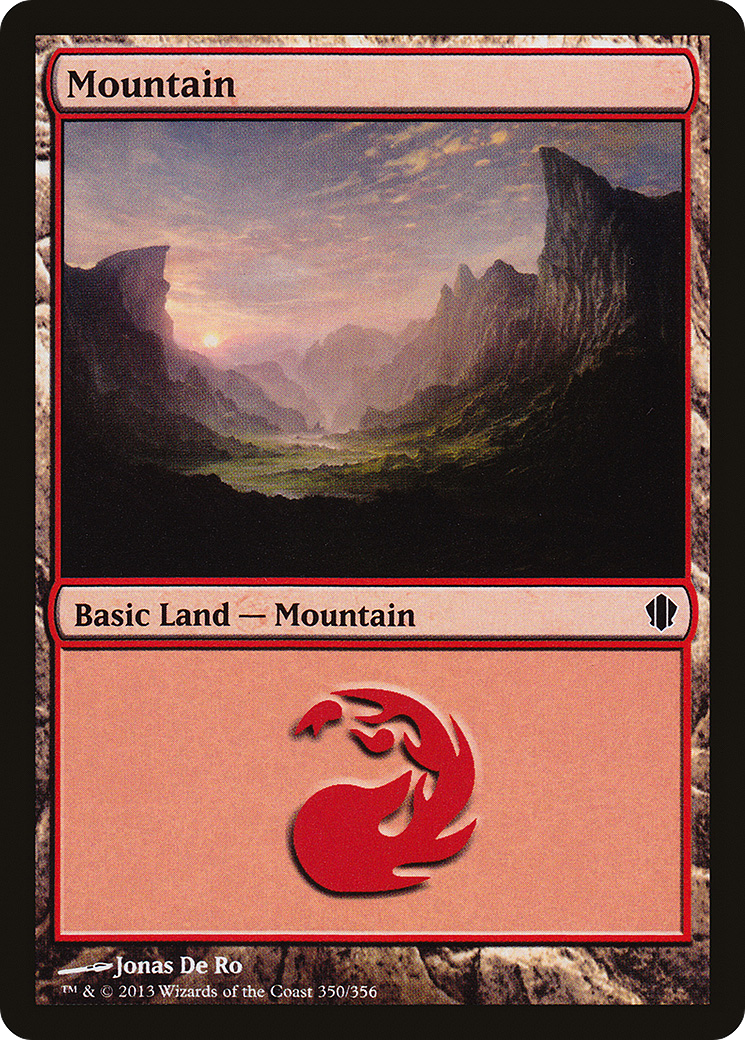 Mountain
Basic Land — Mountain
Jonas De Ro
™ & © 2013 Wizards of the Coast 350/356